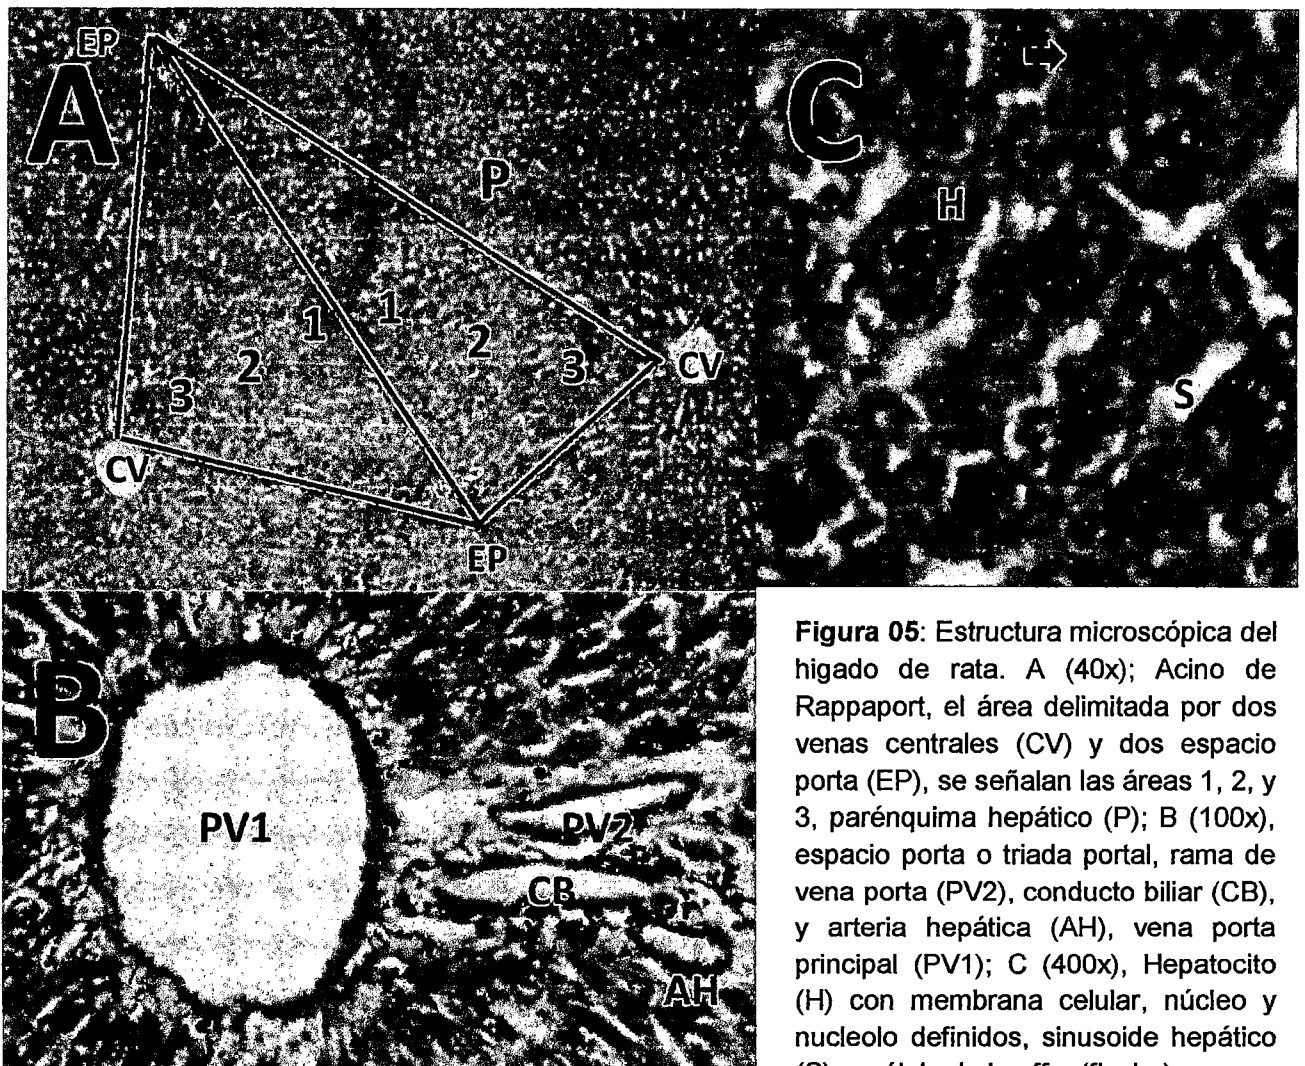 EP
A
P
1
1
2
2
3
3
CV
CV
EP
C
H
S
B
PV1
PV2
CB
AH
Figura 05: Estructura microscópica del
higado de rata. A (40x); Acino de
Rappaport, el área delimitada por dos
venas centrales (CV) y dos espacio
porta (EP), se señalan las áreas 1, 2, y
3, parénquima hepático (P); B (100x),
espacio porta o triada portal, rama de
vena porta (PV2), conducto biliar (CB),
y arteria hepática (AH), vena porta
principal (PV1); C (400x), Hepatocito
(H) con membrana celular, núcleo y
nucleolo definidos, sinusoide hepático